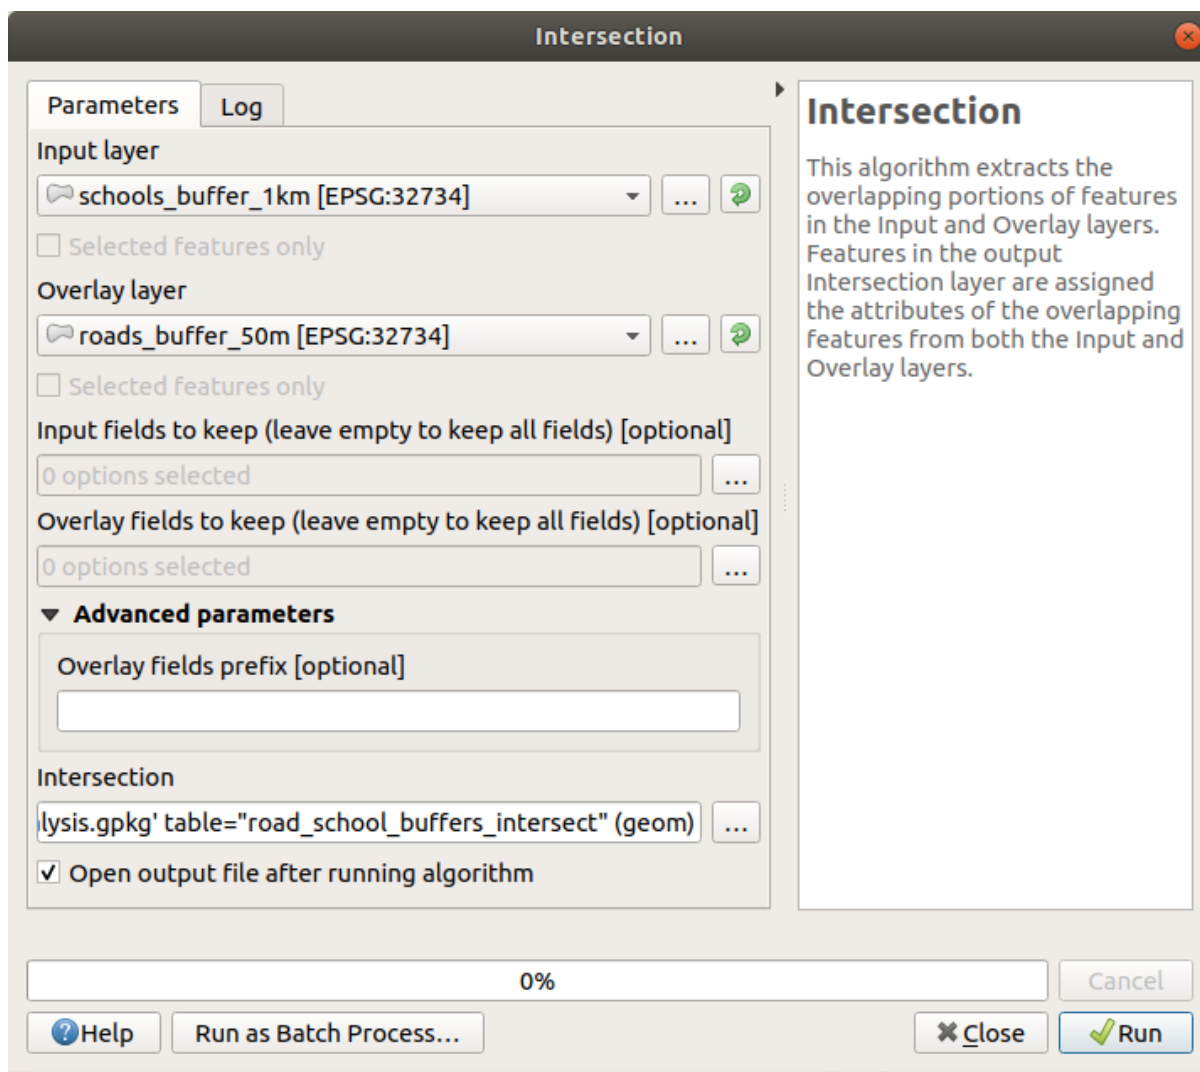 Intersection
Parameters
Log
Input layer
schools_buffer_1km [EPSG:32734]
...
Selected features only
Overlay layer
roads_buffer_50m [EPSG:32734]
...
Selected features only
Input fields to keep (leave empty to keep all fields) [optional]
0 options selected
...
Overlay fields to keep (leave empty to keep all fields) [optional]
0 options selected
...
Advanced parameters
Overlay fields prefix [optional]
Intersection
lysis.gpkg' table="road_school_buffers_intersect" (geom)
...
Open output file after running algorithm
Intersection
This algorithm extracts the
overlapping portions of features
in the Input and Overlay layers.
Features in the output
Intersection layer are assigned
the attributes of the overlapping
features from both the Input and
Overlay layers.
0%
Cancel
Help
Run as Batch Process...
Close
Run